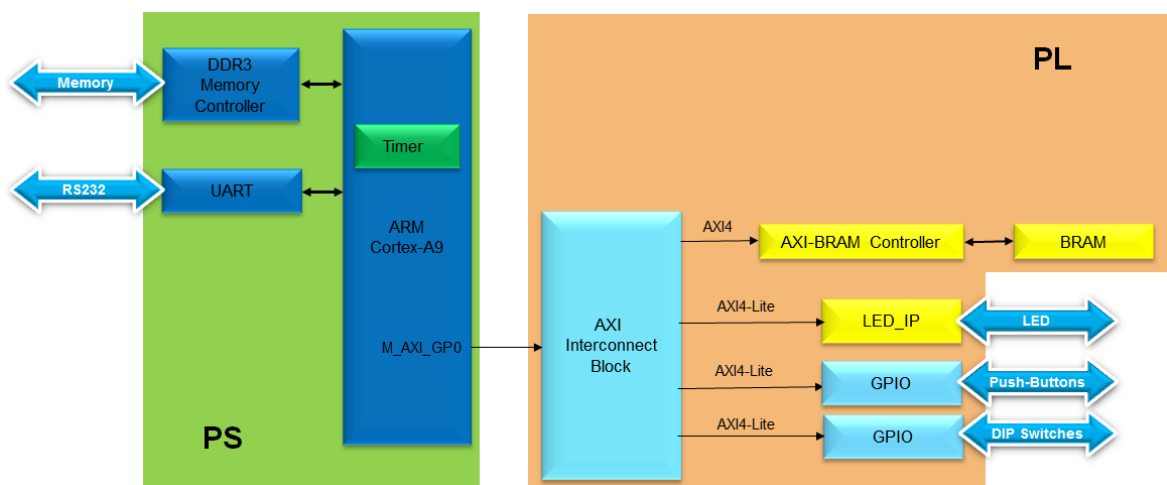 PL
DDR3
Memory
Controller
Memory
Timer
RS232
UART
ARM
Cortex-A9
AXI4
AXI-BRAM Controller
BRAM
AXI4-Lite
LED_IP
LED
AXI
Interconnect
Block
M_AXI_GP0
AXI4-Lite
GPIO
Push-Buttons
AXI4-Lite
GPIO
DIP Switches
PS